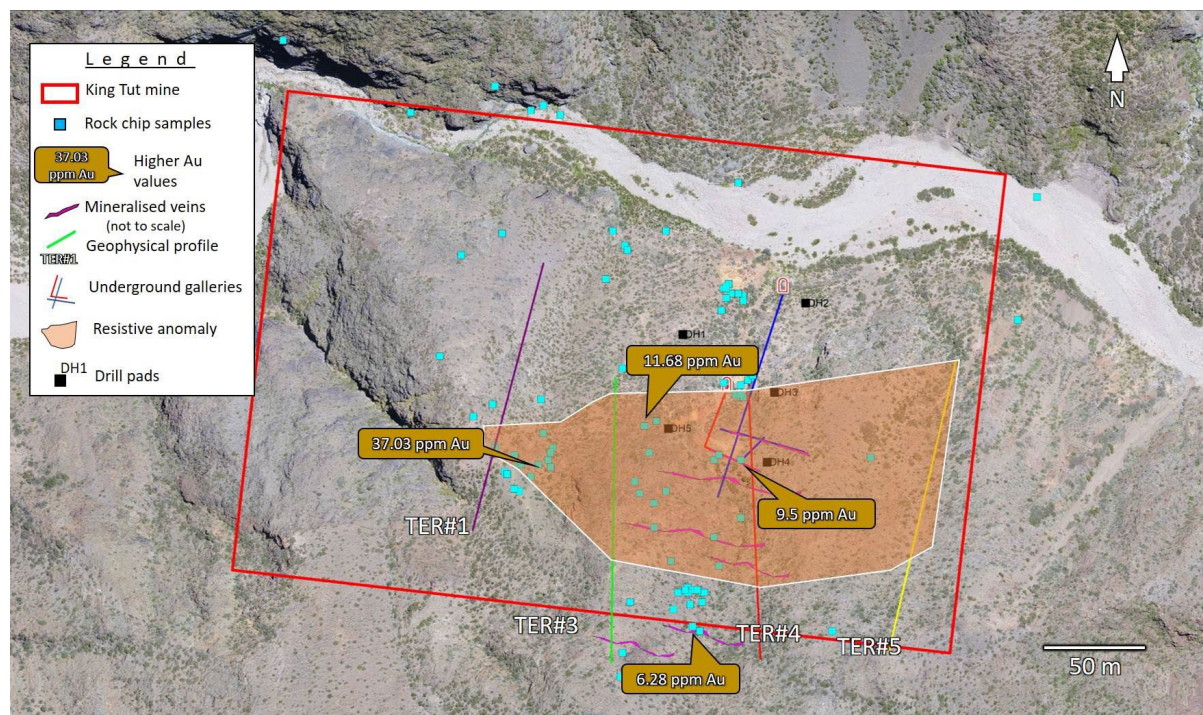 Legend
King Tut mine
Rock chip samples
37.03
ppm Au
Higher Au
values
Mineralised veins
(not to scale)
Geophysical profile
TER#1
Underground galleries
Resistive anomaly
DH1
Drill pads
N
DH2
DH1
11.68 ppm Au
DH3
DH5
37.03 ppm Au
DH4
9.5 ppm Au
TER#1
TER#3
TER#4
TER#5
50 m
6.28 ppm Au